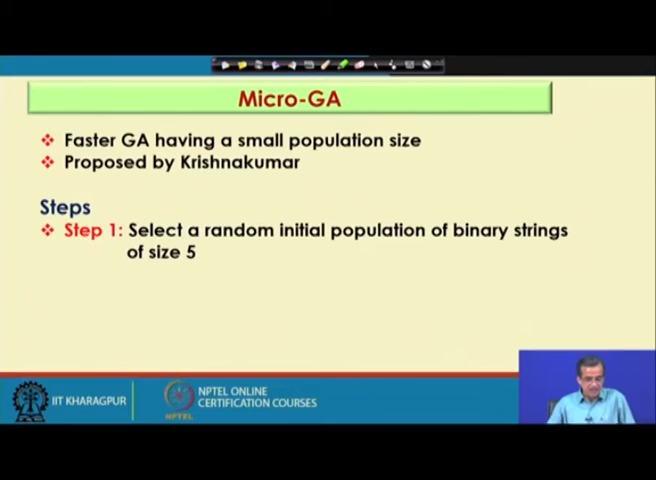 Micro-GA
❖ Faster GA having a small population size
❖ Proposed by Krishnakumar
Steps
❖ Step 1: Select a random initial population of binary strings
of size 5
IIT KHARAGPUR
NPTEL
NPTEL ONLINE
CERTIFICATION COURSES